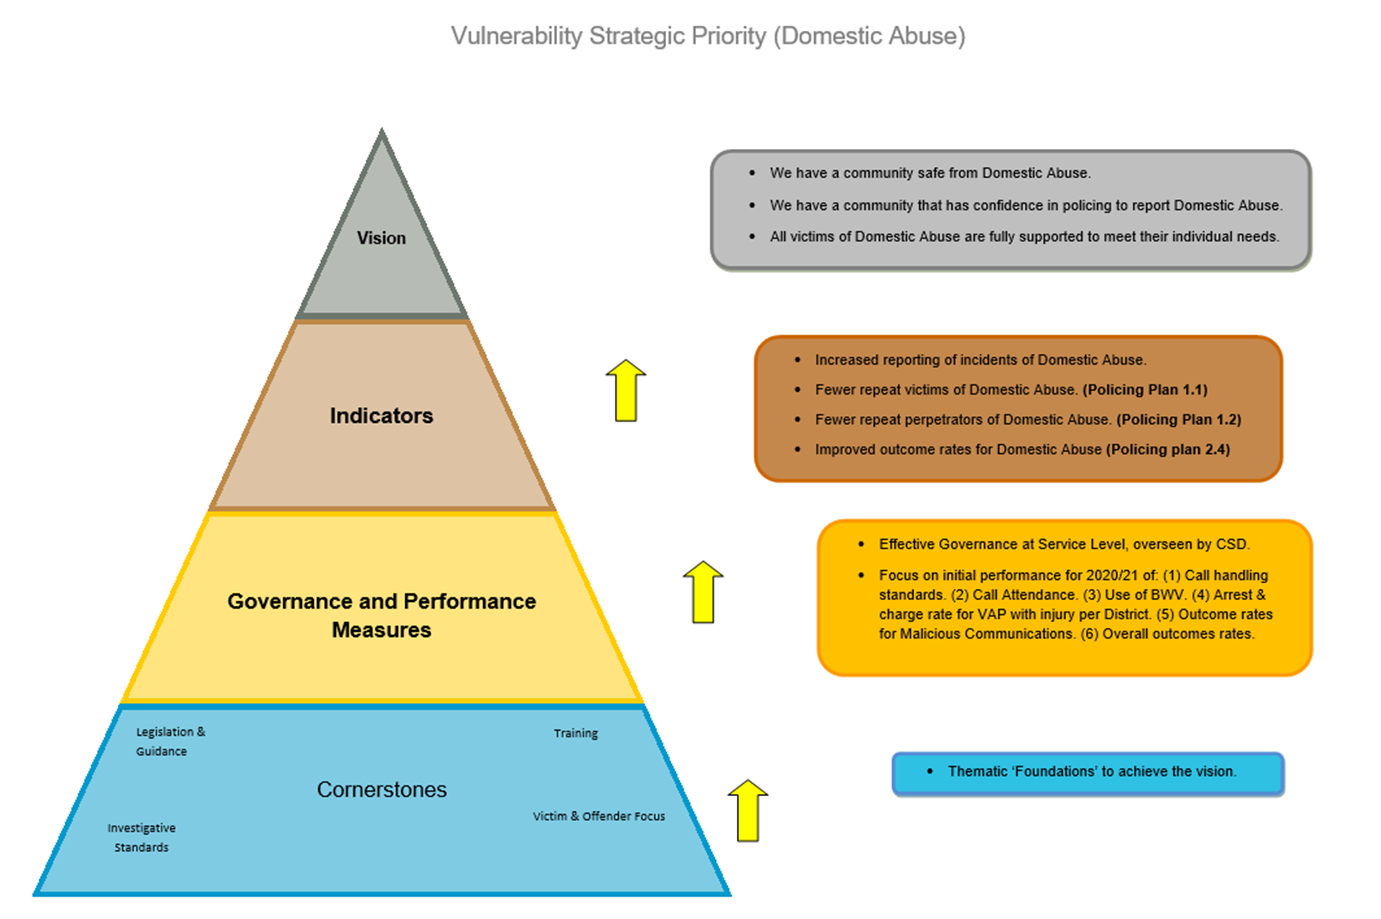 Vulnerability Strategic Priority (Domestic Abuse)
Vision
• We have a community safe from Domestic Abuse.
• We have a community that has confidence in policing to report Domestic Abuse.
• All victims of Domestic Abuse are fully supported to meet their individual needs.
Indicators
• Increased reporting of incidents of Domestic Abuse.
• Fewer repeat victims of Domestic Abuse. (Policing Plan 1.1)
• Fewer repeat perpetrators of Domestic Abuse. (Policing Plan 1.2)
• Improved outcome rates for Domestic Abuse (Policing plan 2.4)
Governance and Performance
Measures
• Effective Governance at Service Level, overseen by CSD.
• Focus on initial performance for 2020/21 of: (1) Call handling
standards. (2) Call Attendance. (3) Use of BWV. (4) Arrest &
charge rate for VAP with injury per District. (5) Outcome rates
for Malicious Communications. (6) Overall outcomes rates.
Legislation &
Guidance
Training
Cornerstones
Investigative
Standards
Victim & Offender Focus
• Thematic ‘Foundations’ to achieve the vision.